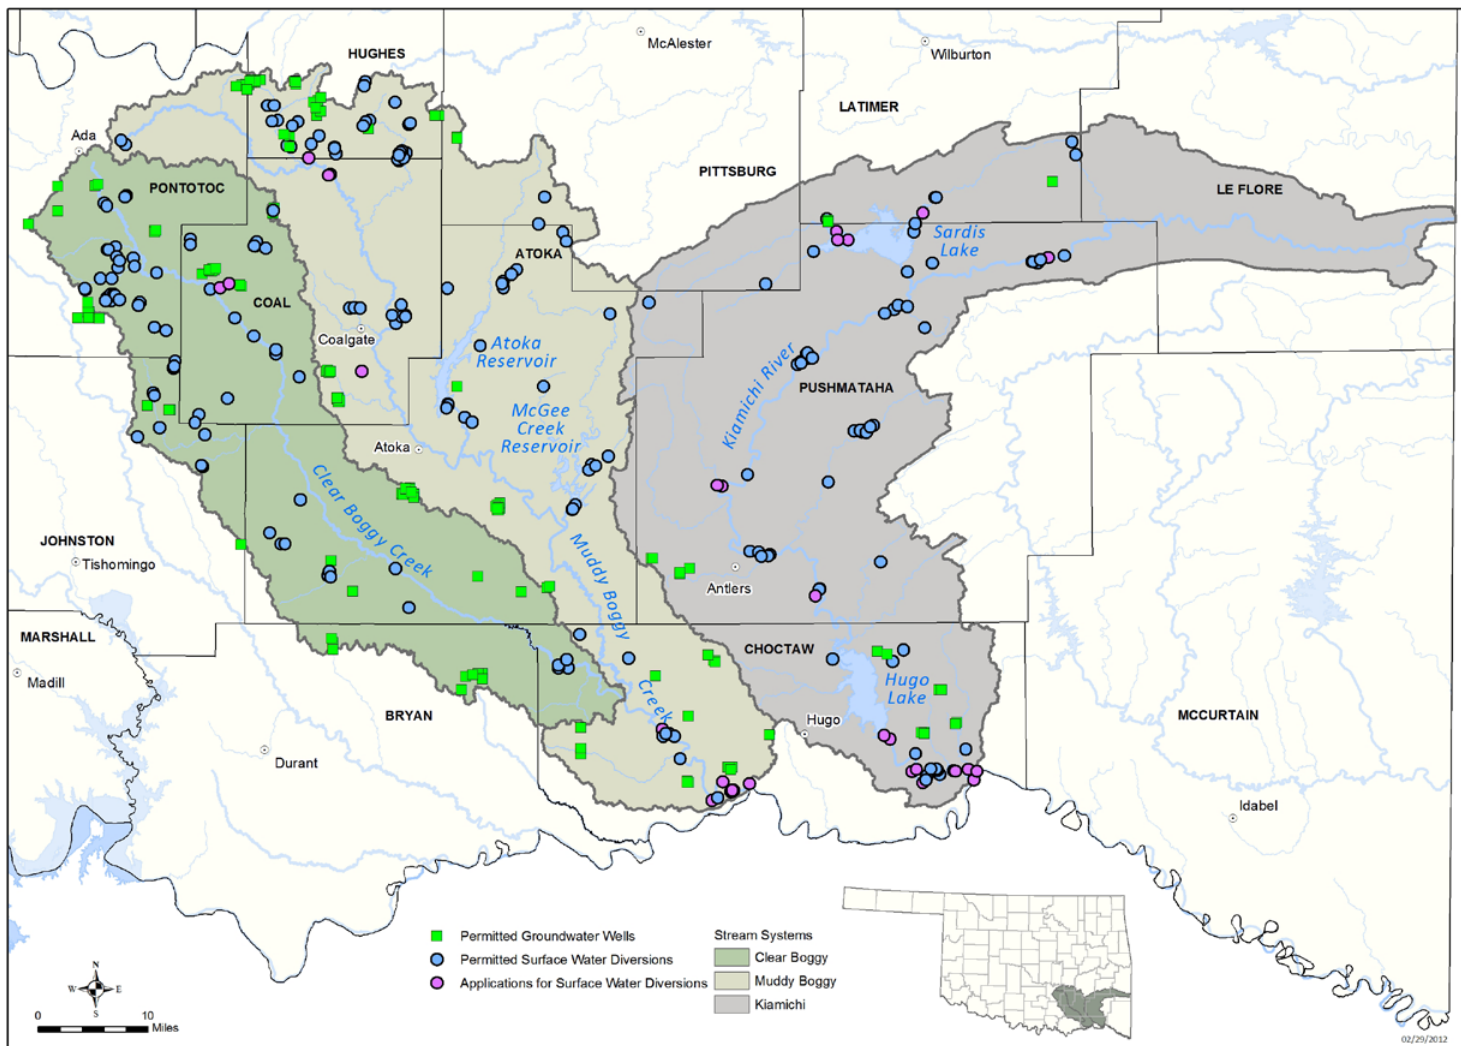 HUGHES
McAlester
Wilburton
LATIMER
Ada
PITTSBURG
PONTOTOC
LE FLORE
Sardis
Lake
ATOKA
COAL
Coalgate
Atoka
Reservoir
Kiamichi River
PUSHMATAHA
McGee
Creek
Reservoir
Atoka
Clear Boggy Creek
JOHNSTON
Tishomingo
Muddy Boggy
Creek
Antlers
MARSHALL
Madill
CHOCTAW
Hugo
Lake
BRYAN
Hugo
MCCURTAIN
Durant
Idabel
Permitted Groundwater Wells
Permitted Surface Water Diversions
Applications for Surface Water Diversions
Stream Systems
Clear Boggy
Muddy Boggy
Kiamichi
N
W E
S
0 10
Miles
02/29/2012